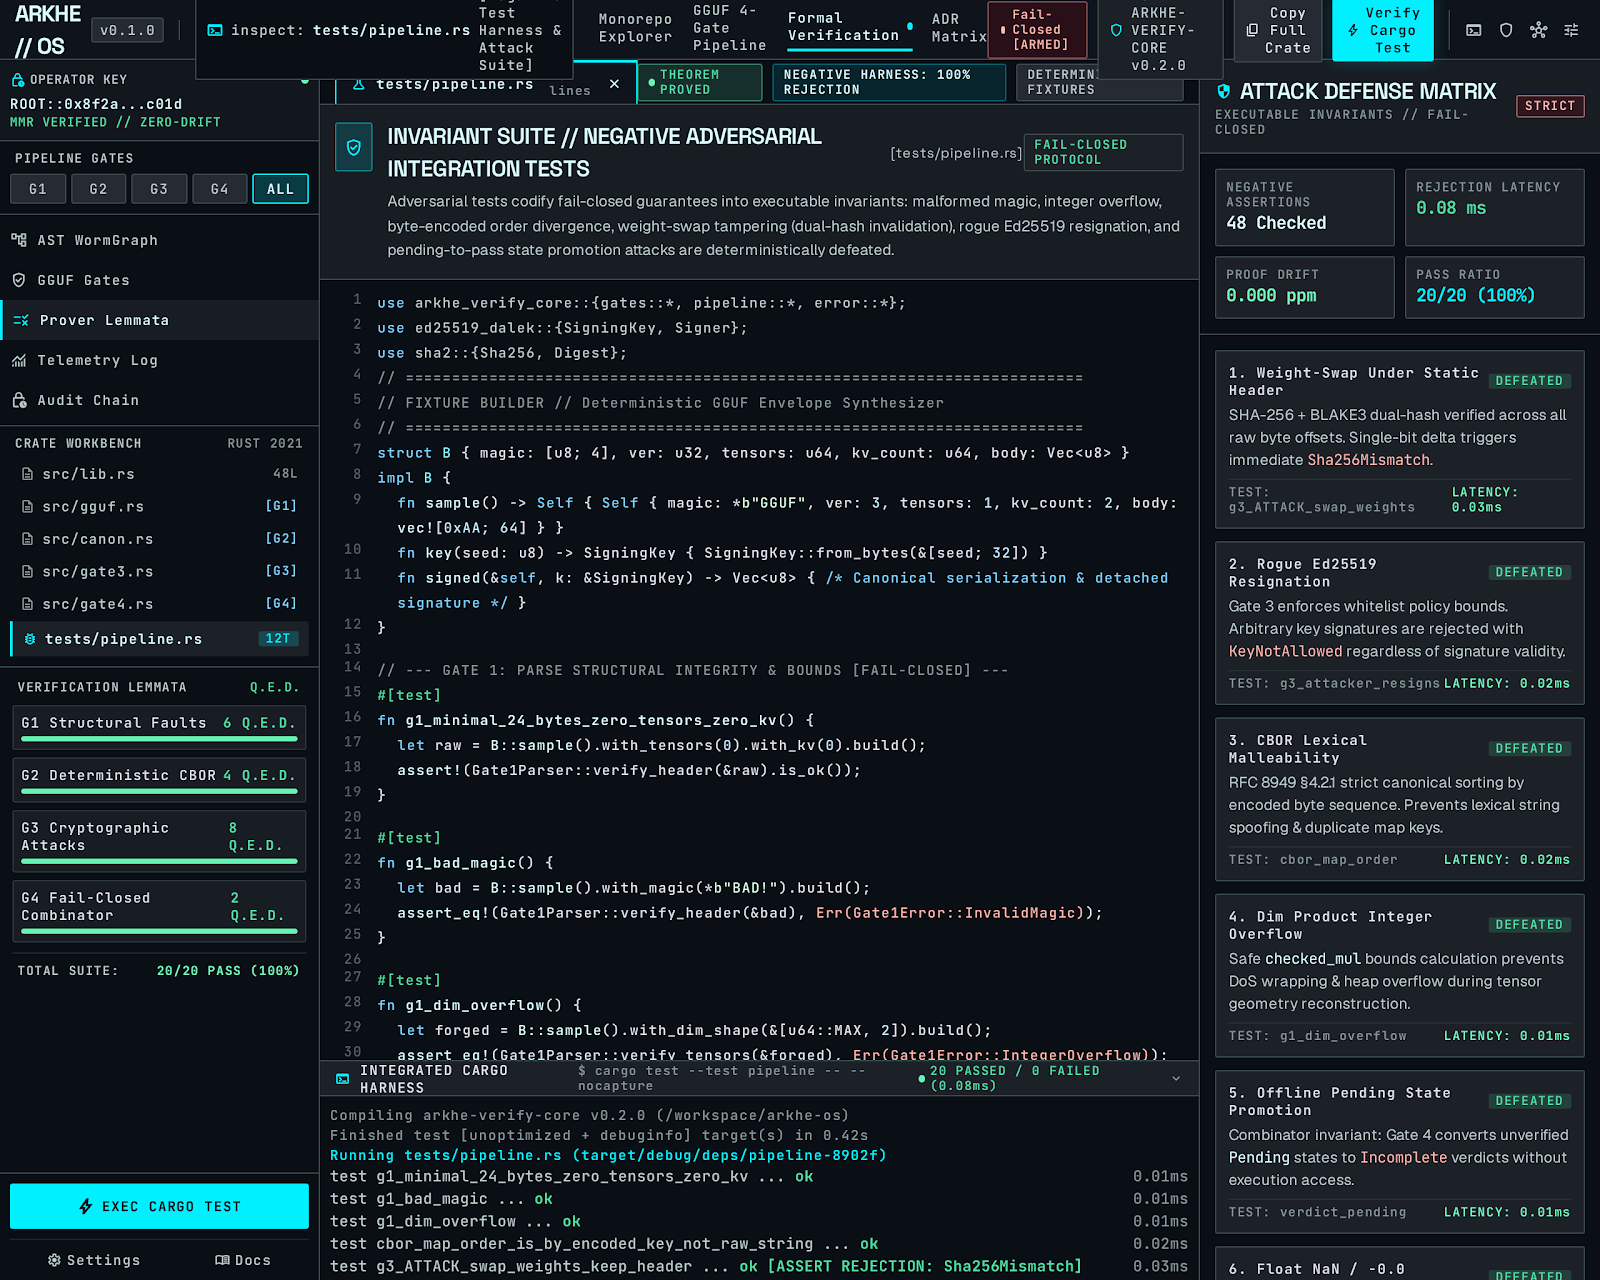 ARKHE
// OS
v0.1.0
inspect: tests/pipeline.rs
Test
Harness &
Attack
Suite]
Monorepo
Explorer
GGUF 4-
Gate
Pipeline
Formal
Verification
ADR
Matrix
Fail-
Closed
[ARMED]
ARKHE-
VERIFY-
CORE
v0.2.0
Copy
Full
Crate
Verify
Cargo
Test
OPERATOR KEY
ROOT::0x8f2a...c01d
MMR VERIFIED // ZERO-DRIFT
PIPELINE GATES
G1
G2
G3
G4
ALL
AST WormGraph
GGUF Gates
Prover Lemmata
Telemetry Log
Audit Chain
CRATE WORKBENCH
RUST 2021
src/lib.rs
48L
src/gguf.rs
[G1]
src/canon.rs
[G2]
src/gate3.rs
[G3]
src/gate4.rs
[G4]
tests/pipeline.rs
12T
VERIFICATION LEMMATA
Q.E.D.
G1 Structural Faults
6 Q.E.D.
G2 Deterministic CBOR
4 Q.E.D.
G3 Cryptographic
Attacks
8
Q.E.D.
G4 Fail-Closed
Combinator
2
Q.E.D.
TOTAL SUITE:
20/20 PASS (100%)
EXEC CARGO TEST
Settings
Docs
tests/pipeline.rs
lines
THEOREM
PROVED
NEGATIVE HARNESS: 100%
REJECTION
FIXTURES
INVARIANT SUITE // NEGATIVE ADVERSARIAL
INTEGRATION TESTS
[tests/pipeline.rs]
FAIL-CLOSED
PROTOCOL
Adversarial tests codify fail-closed guarantees into executable invariants: malformed magic, integer overflow,
byte-encoded order divergence, weight-swap tampering (dual-hash invalidation), rogue Ed25519 resignation, and
pending-to-pass state promotion attacks are deterministically defeated.
1 use arkhe_verify_core::{gates::*, pipeline::*, error::*};
2 use ed25519_dalek::{SigningKey, Signer};
3 use sha2::{Sha256, Digest};
4 // =========================================================================
5 // FIXTURE BUILDER // Deterministic GGUF Envelope Synthesizer
6 // =========================================================================
7 struct B { magic: [u8; 4], ver: u32, tensors: u64, kv_count: u64, body: Vec<u8> }
8 impl B {
9 fn sample() -> Self { Self { magic: *b"GGUF", ver: 3, tensors: 1, kv_count: 2, body:
vec![0xAA; 64] } }
10 fn key(seed: u8) -> SigningKey { SigningKey::from_bytes(&[seed; 32]) }
11 fn signed(&self, k: &SigningKey) -> Vec<u8> { /* Canonical serialization & detached
signature */ }
12 }
13
14 // --- GATE 1: PARSE STRUCTURAL INTEGRITY & BOUNDS [FAIL-CLOSED] ---
15 #[test]
16 fn g1_minimal_24_bytes_zero_tensors_zero_kv() {
17 let raw = B::sample().with_tensors(0).with_kv(0).build();
18 assert!(Gate1Parser::verify_header(&raw).is_ok());
19 }
20
21 #[test]
22 fn g1_bad_magic() {
23 let bad = B::sample().with_magic(*b"BAD!").build();
24 assert_eq!(Gate1Parser::verify_header(&bad), Err(Gate1Error::InvalidMagic));
25 }
26
27 #[test]
28 fn g1_dim_overflow() {
29 let forged = B::sample().with_dim_shape(&[u64::MAX, 2]).build();
30 assert_eq!(Gate1Parser::verify_tensors(&forged), Err(Gate1Error::IntegerOverflow));
INTEGRATED CARGO
HARNESS
$ cargo test --test pipeline -- --
nocapture
20 PASSED / 0 FAILED
(0.08ms)
Compiling arkhe-verify-core v0.2.0 (/workspace/arkhe-os)
Finished test [unoptimized + debuginfo] target(s) in 0.42s
Running tests/pipeline.rs (target/debug/deps/pipeline-8902f)
test g1_minimal_24_bytes_zero_tensors_zero_kv ... ok 0.01ms
test g1_bad_magic ... ok 0.01ms
test g1_dim_overflow ... ok 0.01ms
test cbor_map_order_is_by_encoded_key_not_raw_string ... ok 0.02ms
test g3_ATTACK_swap_weights_keep_header ... ok [ASSERT REJECTION: Sha256Mismatch] 0.03ms
ATTACK DEFENSE MATRIX
EXECUTABLE INVARIANTS // FAIL-
CLOSED
STRICT
NEGATIVE
ASSERTIONS
48 Checked
REJECTION LATENCY
0.08 ms
PROOF DRIFT
0.000 ppm
PASS RATIO
20/20 (100%)
1. Weight-Swap Under Static
Header
DEFEATED
SHA-256 + BLAKE3 dual-hash verified across all
raw byte offsets. Single-bit delta triggers
immediate Sha256Mismatch.
TEST:
g3_ATTACK_swap_weights
LATENCY:
0.03ms
2. Rogue Ed25519
Resignation
DEFEATED
Gate 3 enforces whitelist policy bounds.
Arbitrary key signatures are rejected with
KeyNotAllowed regardless of signature validity.
TEST: g3_attacker_resigns
LATENCY: 0.02ms
3. CBOR Lexical
Malleability
DEFEATED
RFC 8949 §4.2.1 strict canonical sorting by
encoded byte sequence. Prevents lexical string
spoofing & duplicate map keys.
TEST: cbor_map_order
LATENCY: 0.02ms
4. Dim Product Integer
Overflow
DEFEATED
Safe checked_mul bounds calculation prevents
DoS wrapping & heap overflow during tensor
geometry reconstruction.
TEST: g1_dim_overflow
LATENCY: 0.01ms
5. Offline Pending State
Promotion
DEFEATED
Combinator invariant: Gate 4 converts unverified
Pending states to Incomplete verdicts without
execution access.
TEST: verdict_pending
LATENCY: 0.01ms
6. Float NaN / -0.0
DEFEATED